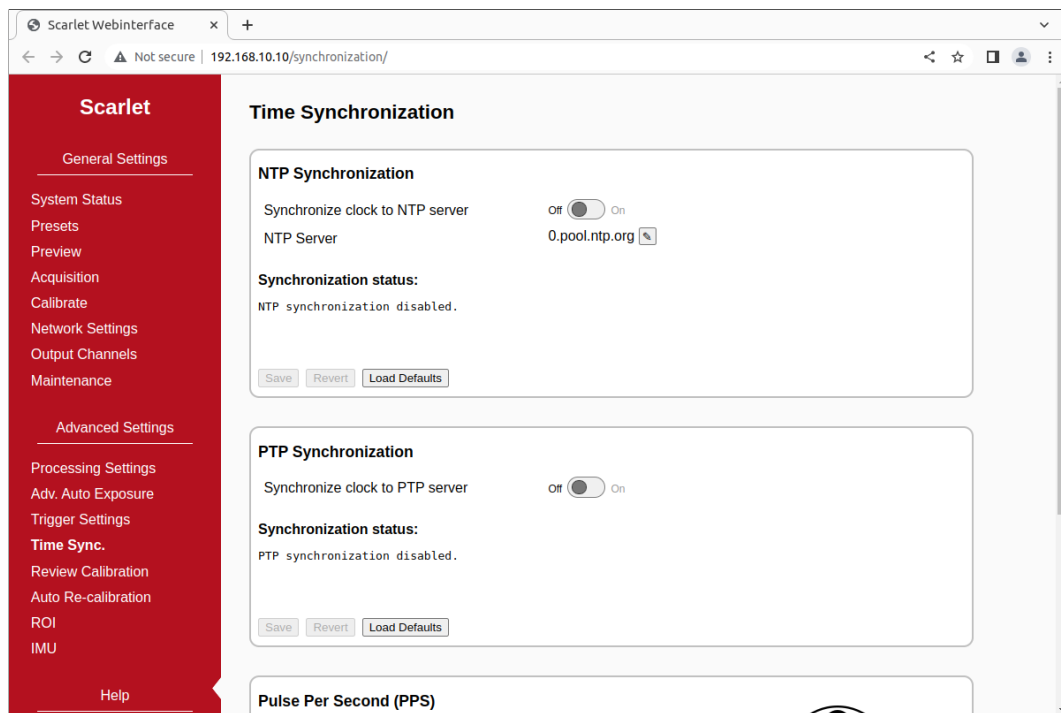 Scarlet Webinterface
Not secure
192.168.10.10/synchronization/
Scarlet
General Settings
System Status
Presets
Preview
Acquisition
Calibrate
Network Settings
Output Channels
Maintenance
Advanced Settings
Processing Settings
Adv. Auto Exposure
Trigger Settings
Time Sync.
Review Calibration
Auto Re-calibration
ROI
IMU
Help
Time Synchronization
NTP Synchronization
Synchronize clock to NTP server Off On
NTP Server 0.pool.ntp.org
Synchronization status:
NTP synchronization disabled.
Save Revert Load Defaults
PTP Synchronization
Synchronize clock to PTP server Off On
Synchronization status:
PTP synchronization disabled.
Save Revert Load Defaults
Pulse Per Second (PPS)